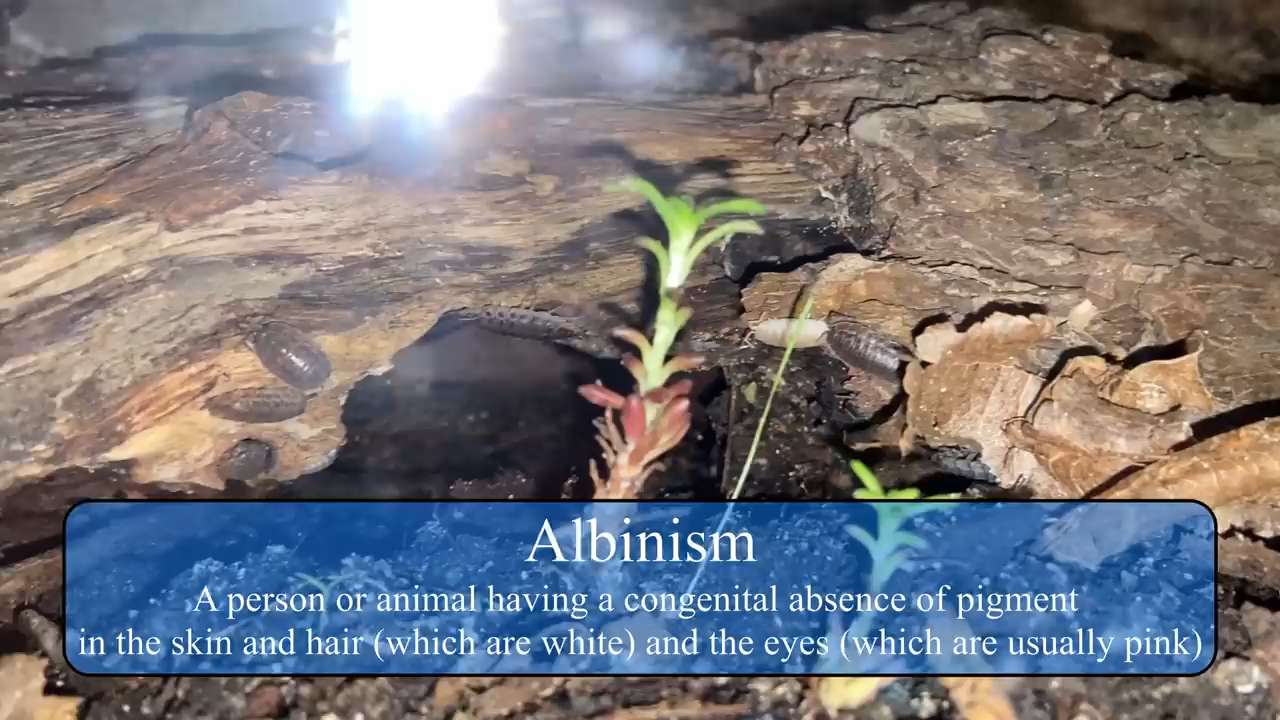 Albinism
A person or animal having a congenital absence of pigment
in the skin and hair (which are white) and the eyes (which are usually pink)